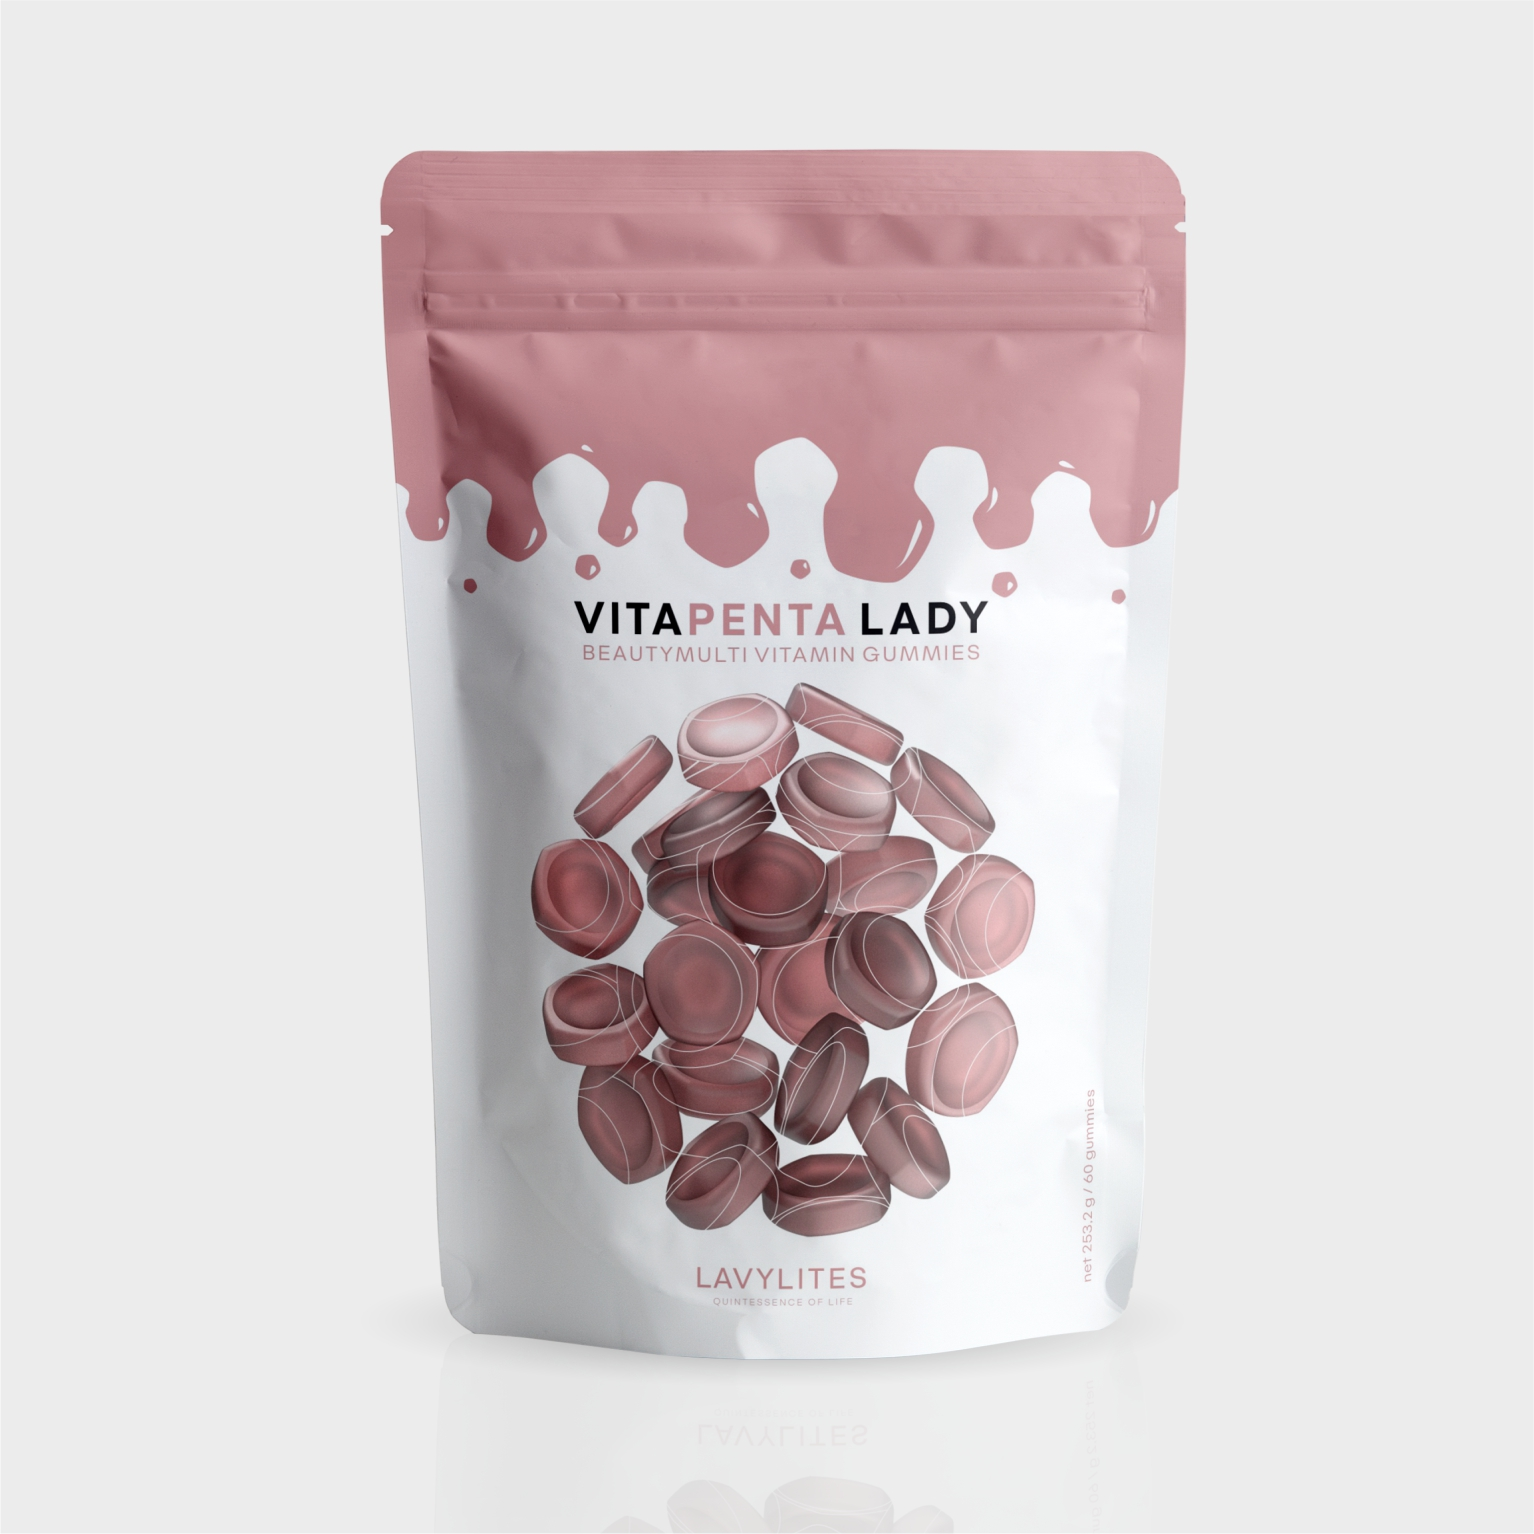 VITAPENTA LADY
BEAUTYMULTI VITAMIN GUMMIES
net 253.2 g / 60 gummies
LAVYLITES
QUINTESSENCE OF LIFE